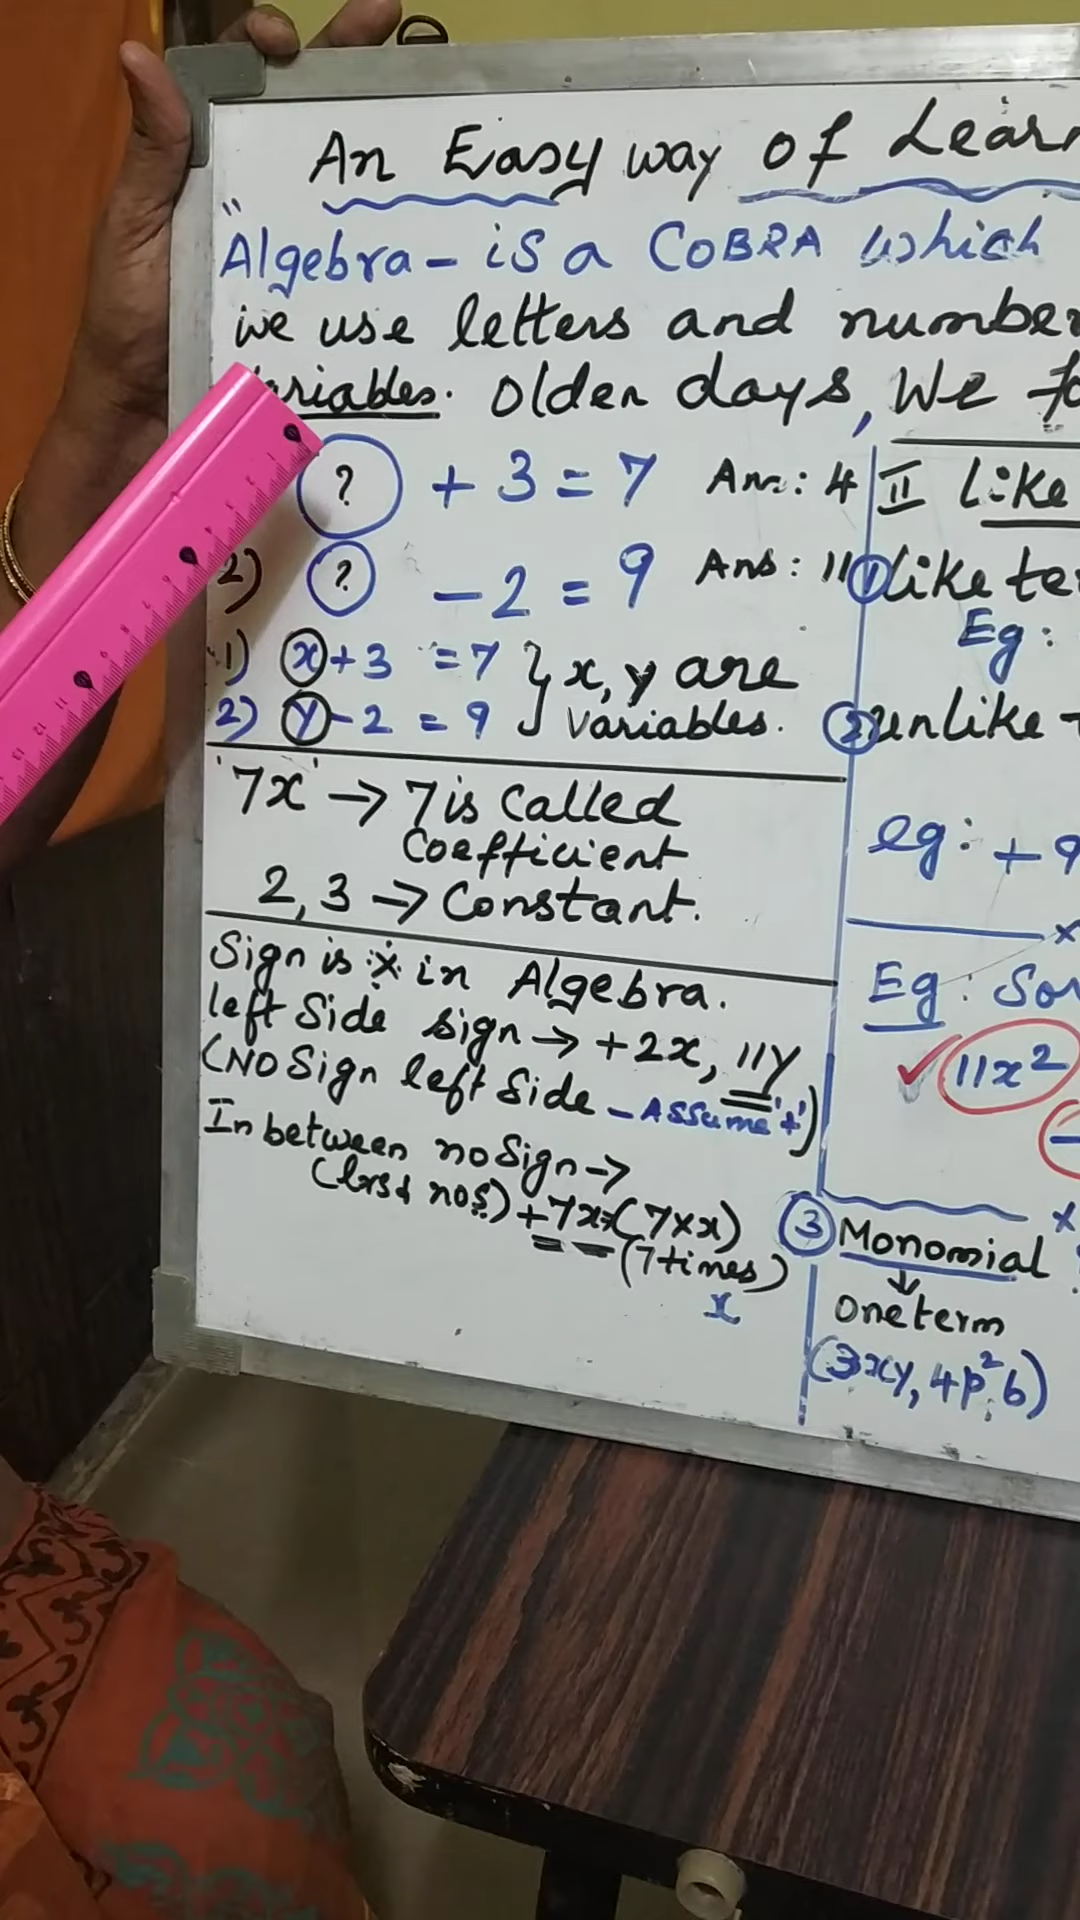 An Easy way of Lear
"Algebra - is a COBRA which
we use letters and number
variables. Older days, We fo
? + 3 = 7 Ans: 4
2) ? - 2 = 9 Ans: 11
1) x + 3 = 7 } x, y are
2) y - 2 = 9 variables.
'7x' → 7 is Called
Coefficient
2, 3 → Constant.
Sign is in Algebra.
left Side sign → +2x, 11y
(NO Sign left Side - Assume '+')
In between no Sign →
nos) +7x → (7 x x)
(7 times)
x
II Like
1 like te
Eg:
2 unlike t
eg: + 9
Eg: So
✓ 11x²
3 Monomial
↓
One term
(3xy, 4p²b)